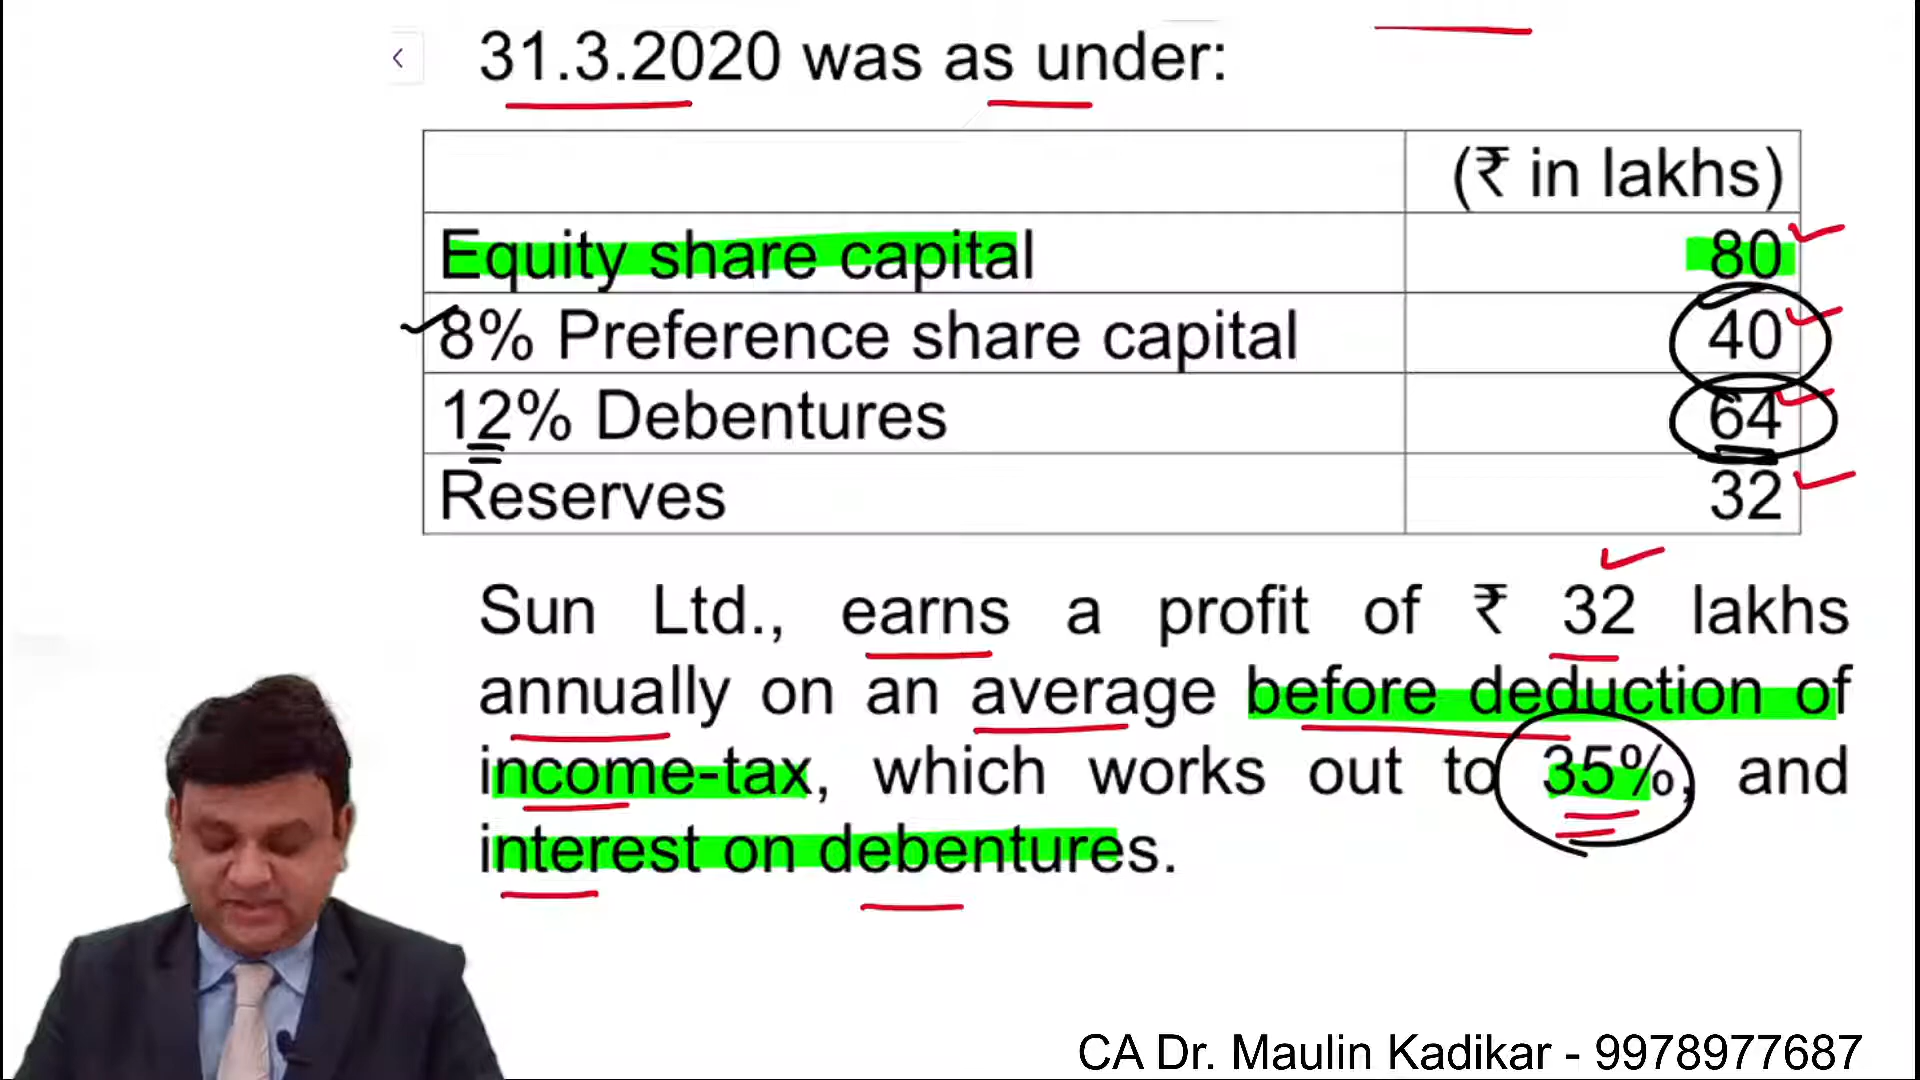 31.3.2020 was as under:
(₹ in lakhs)
Equity share capital 80
8% Preference share capital 40
12% Debentures 64
Reserves 32
Sun Ltd., earns a profit of ₹ 32 lakhs
annually on an average before deduction of
income-tax, which works out to 35%, and
interest on debentures.
CA Dr. Maulin Kadikar - 9978977687